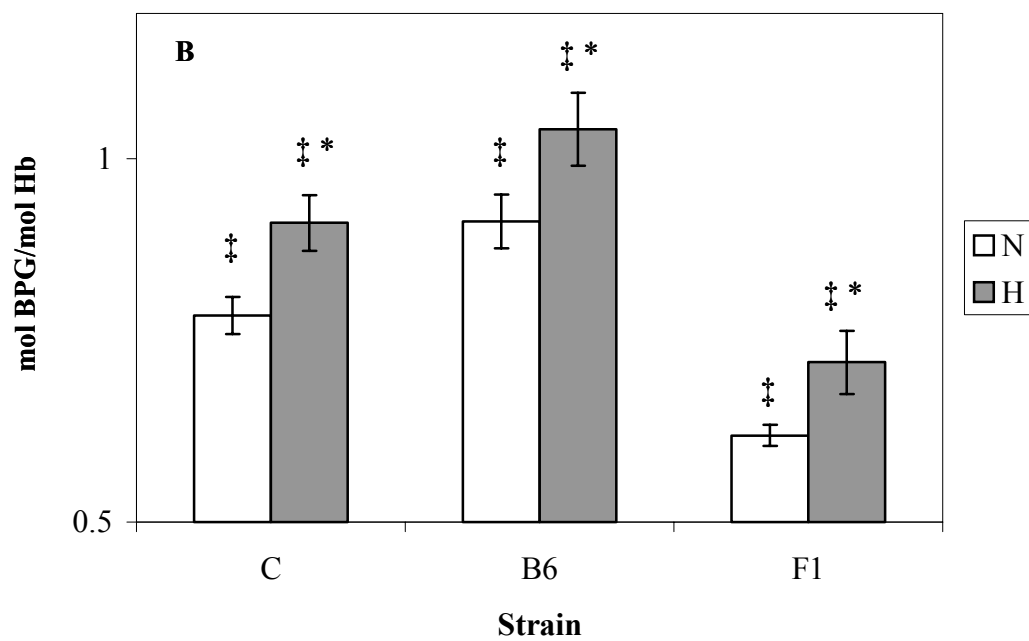 B
‡ *
‡
‡ *
‡
‡ *
‡
mol BPG/mol Hb
1
0.5
N
H
C B6 F1
Strain